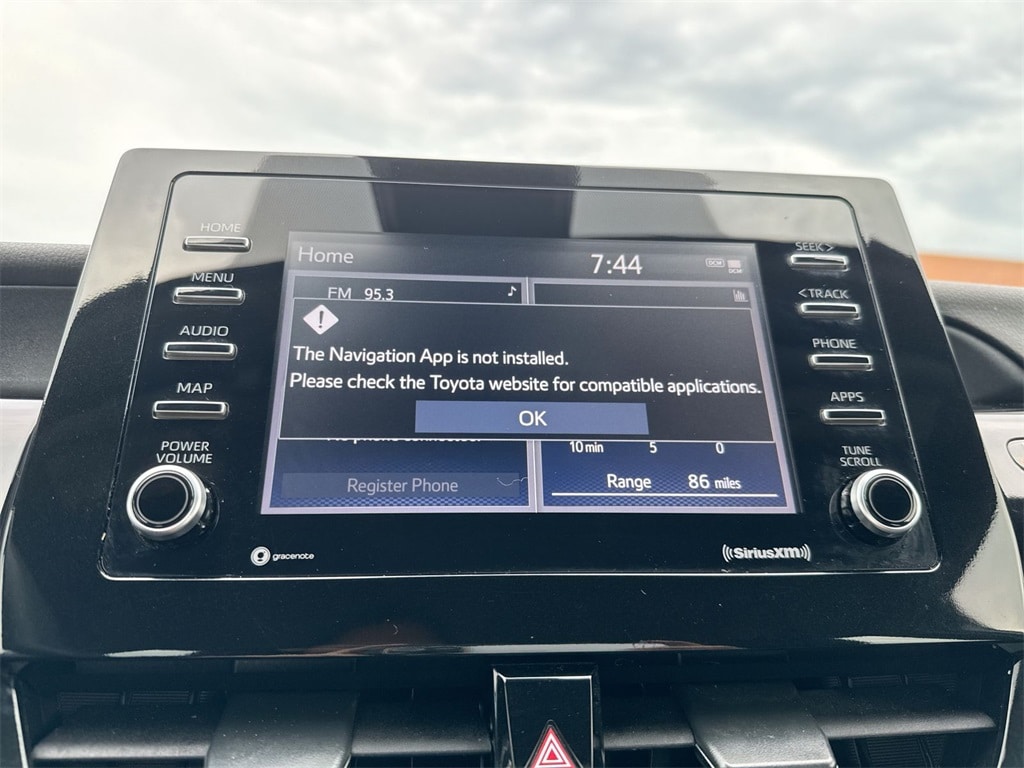 HOME
MENU
AUDIO
MAP
POWER
VOLUME
Home
7:44
DCM
DCM
FM 95.3
The Navigation App is not installed.
Please check the Toyota website for compatible applications.
OK
10 min 5 0
Register Phone
Range 86 miles
SEEK>
<TRACK
PHONE
APPS
TUNE
SCROLL
gracenote
((SiriusXM))